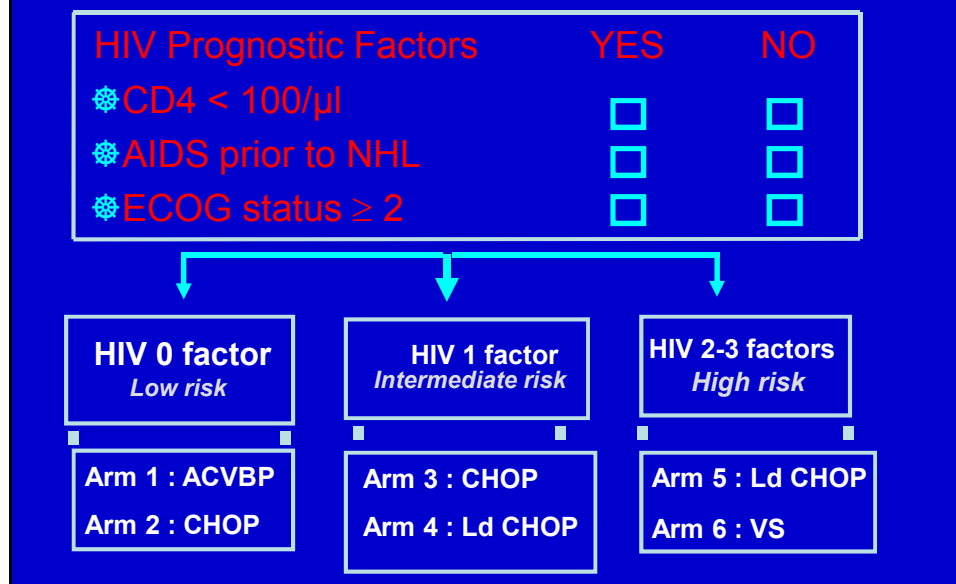 HIV Prognostic Factors YES NO
CD4 < 100/µl
AIDS prior to NHL
ECOG status ≥ 2
HIV 0 factor
Low risk
HIV 1 factor
Intermediate risk
HIV 2-3 factors
High risk
Arm 1 : ACVBP
Arm 2 : CHOP
Arm 3 : CHOP
Arm 4 : Ld CHOP
Arm 5 : Ld CHOP
Arm 6 : VS